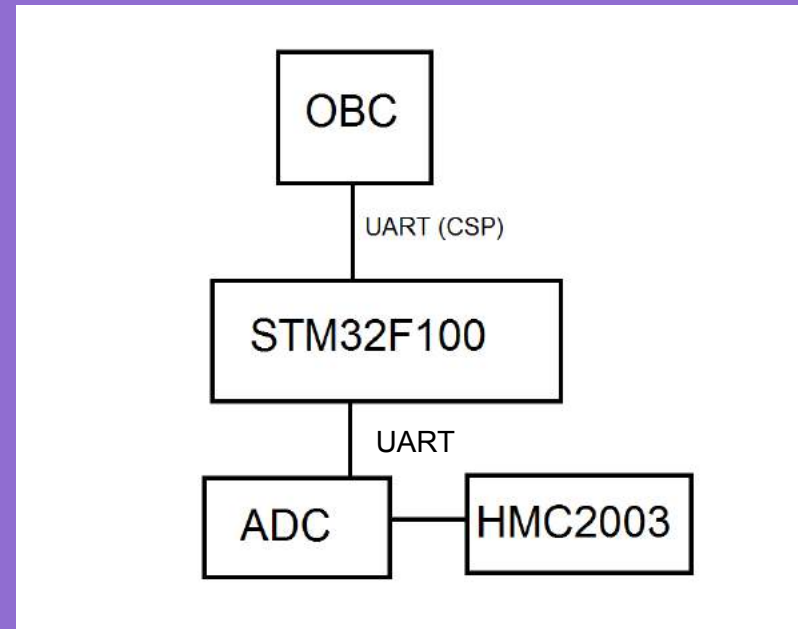 OBC
UART (CSP)
STM32F100
UART
ADC
HMC2003